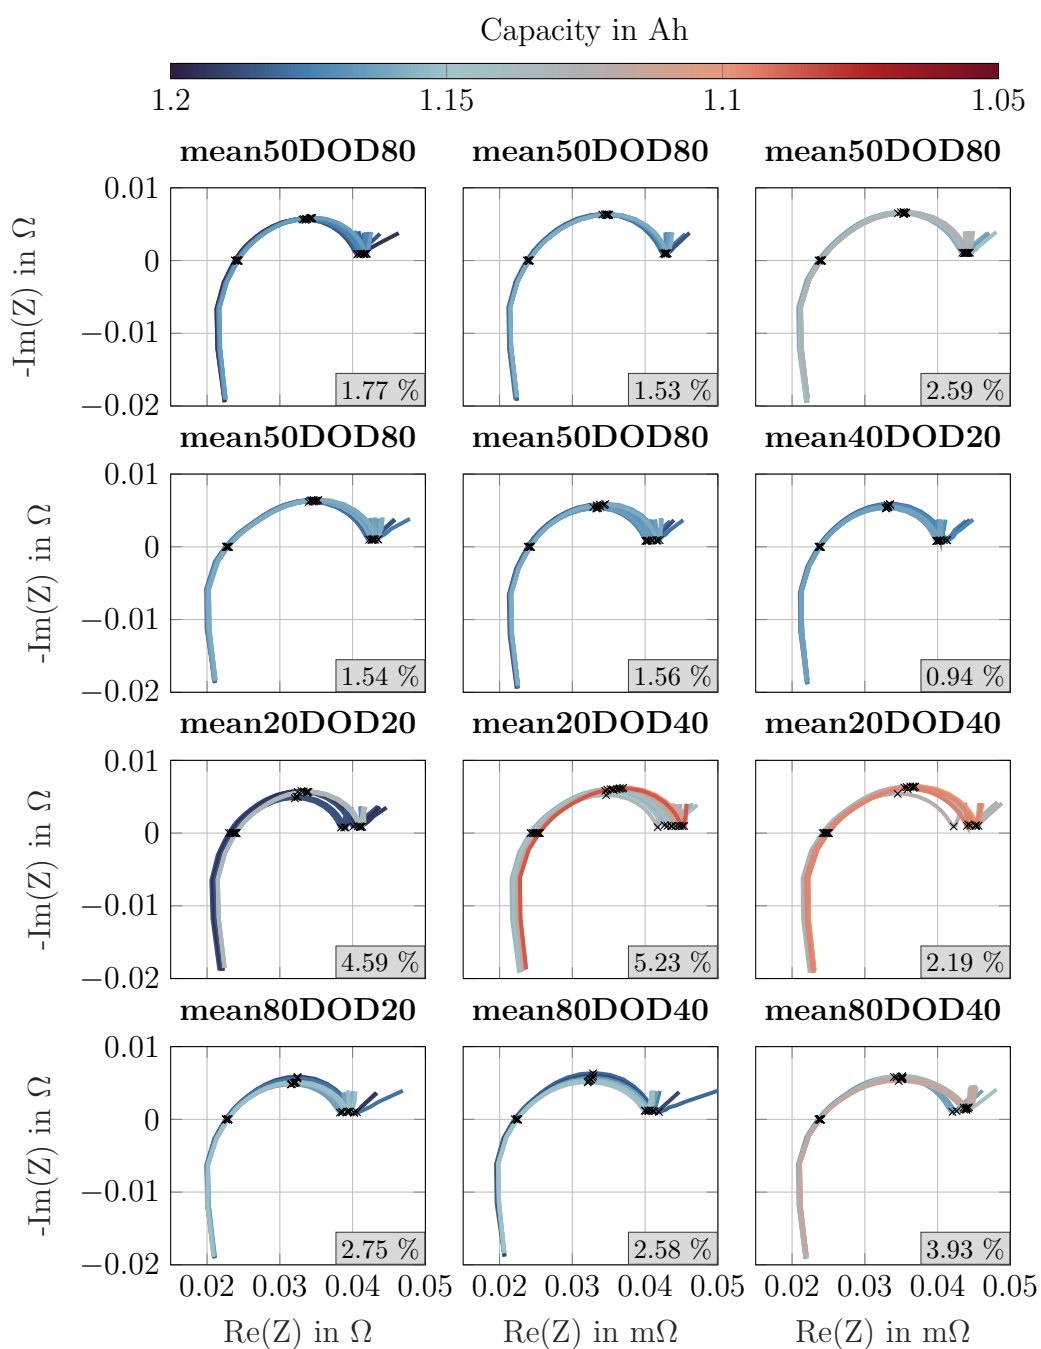 Capacity in Ah
1.2 1.15 1.1 1.05
mean50DOD80 mean50DOD80 mean50DOD80
0.01
0
−0.01
−0.02
-Im(Z) in Ω
1.77 % 1.53 % 2.59 %
mean50DOD80 mean50DOD80 mean40DOD20
0.01
0
−0.01
−0.02
-Im(Z) in Ω
1.54 % 1.56 % 0.94 %
mean20DOD20 mean20DOD40 mean20DOD40
0.01
0
−0.01
−0.02
-Im(Z) in Ω
4.59 % 5.23 % 2.19 %
mean80DOD20 mean80DOD40 mean80DOD40
0.01
0
−0.01
−0.02
-Im(Z) in Ω
2.75 % 2.58 % 3.93 %
0.02 0.03 0.04 0.05 0.02 0.03 0.04 0.05 0.02 0.03 0.04 0.05
Re(Z) in Ω Re(Z) in mΩ Re(Z) in mΩ